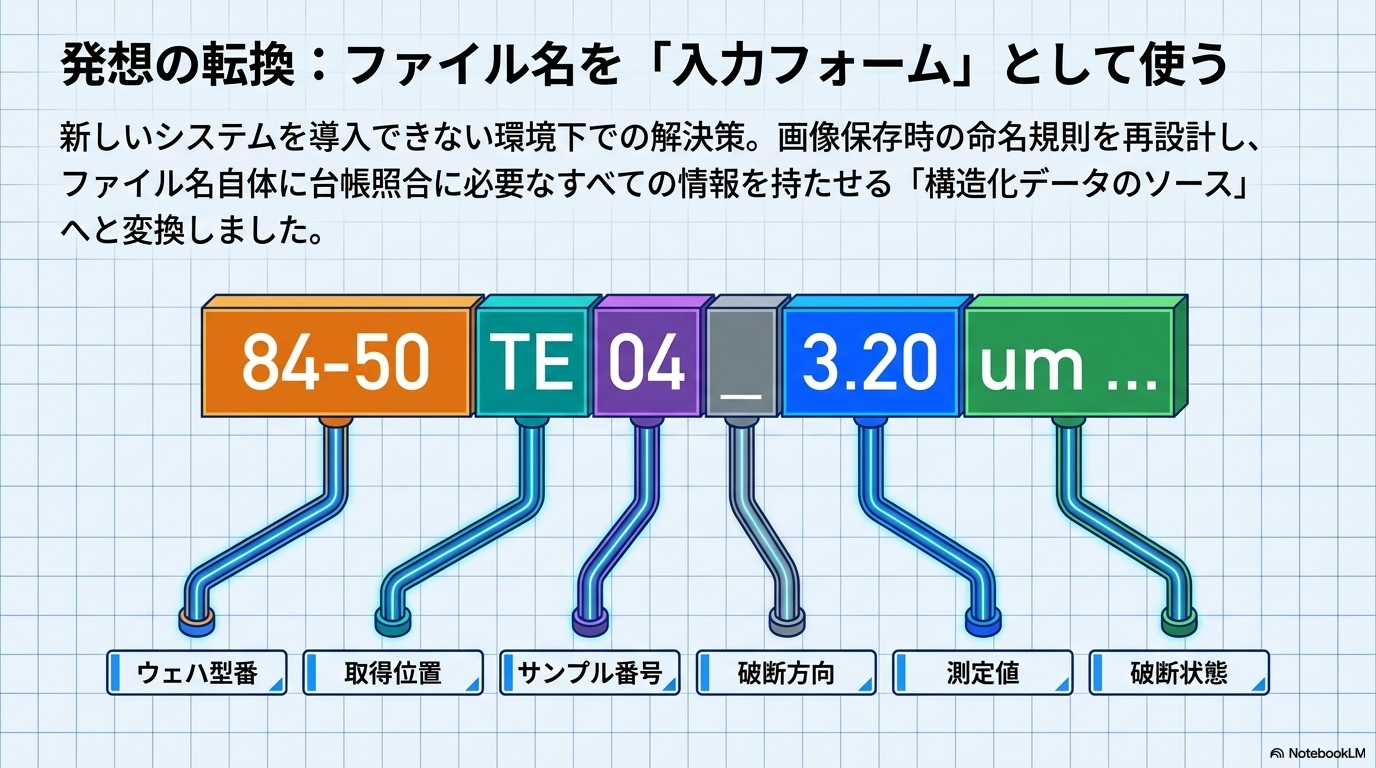 発想の転換：ファイル名を「入力フォーム」として使う
新しいシステムを導入できない環境下での解決策。画像保存時の命名規則を再設計し、
ファイル名自体に台帳照合に必要なすべての情報を持たせる「構造化データのソース」
へと変換しました。
84-50 TE 04 _ 3.20 um ...
ウェハ型番 取得位置 サンプル番号 破断方向 測定値 破断状態
NotebookLM